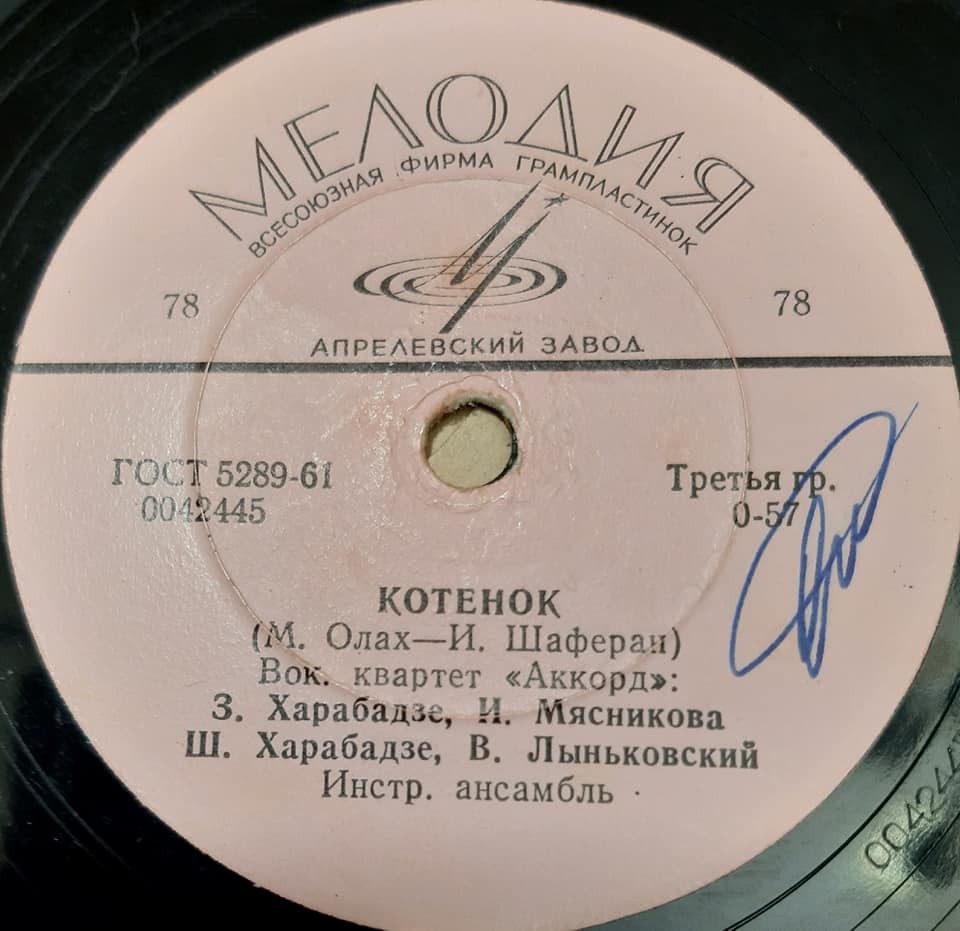 МЕЛОДИЯ
ВСЕСОЮЗНАЯ ФИРМА ГРАМПЛАСТИНОК
78 78
АПРЕЛЕВСКИЙ ЗАВОД
ГОСТ 5289-61 Третья гр.
0042445 0-57
КОТЕНОК
(М. Олах—И. Шаферан)
Вок. квартет «Аккорд»:
З. Харабадзе, И. Мясникова
Ш. Харабадзе, В. Лыньковский
Инстр. ансамбль